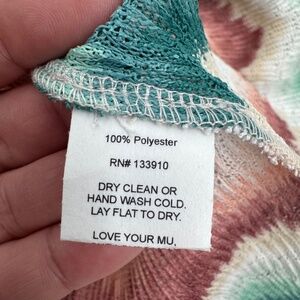 100% Polyester
RN# 133910
DRY CLEAN OR
HAND WASH COLD.
LAY FLAT TO DRY.
LOVE YOUR MU,